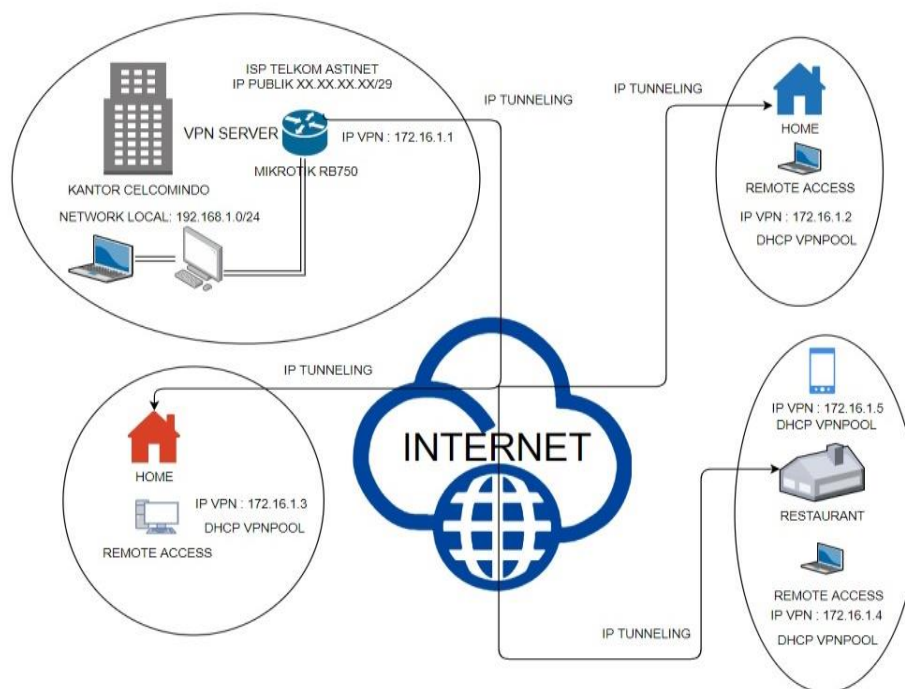 ISP TELKOM ASTINET
IP PUBLIK XX.XX.XX.XX/29
VPN SERVER
IP VPN : 172.16.1.1
MIKROTIK RB750
KANTOR CELCOMINDO
NETWORK LOCAL: 192.168.1.0/24
IP TUNNELING
IP TUNNELING
HOME
REMOTE ACCESS
IP VPN : 172.16.1.2
DHCP VPNPOOL
IP TUNNELING
HOME
IP VPN : 172.16.1.3
DHCP VPNPOOL
REMOTE ACCESS
INTERNET
IP VPN : 172.16.1.5
DHCP VPNPOOL
RESTAURANT
REMOTE ACCESS
IP VPN : 172.16.1.4
DHCP VPNPOOL
IP TUNNELING